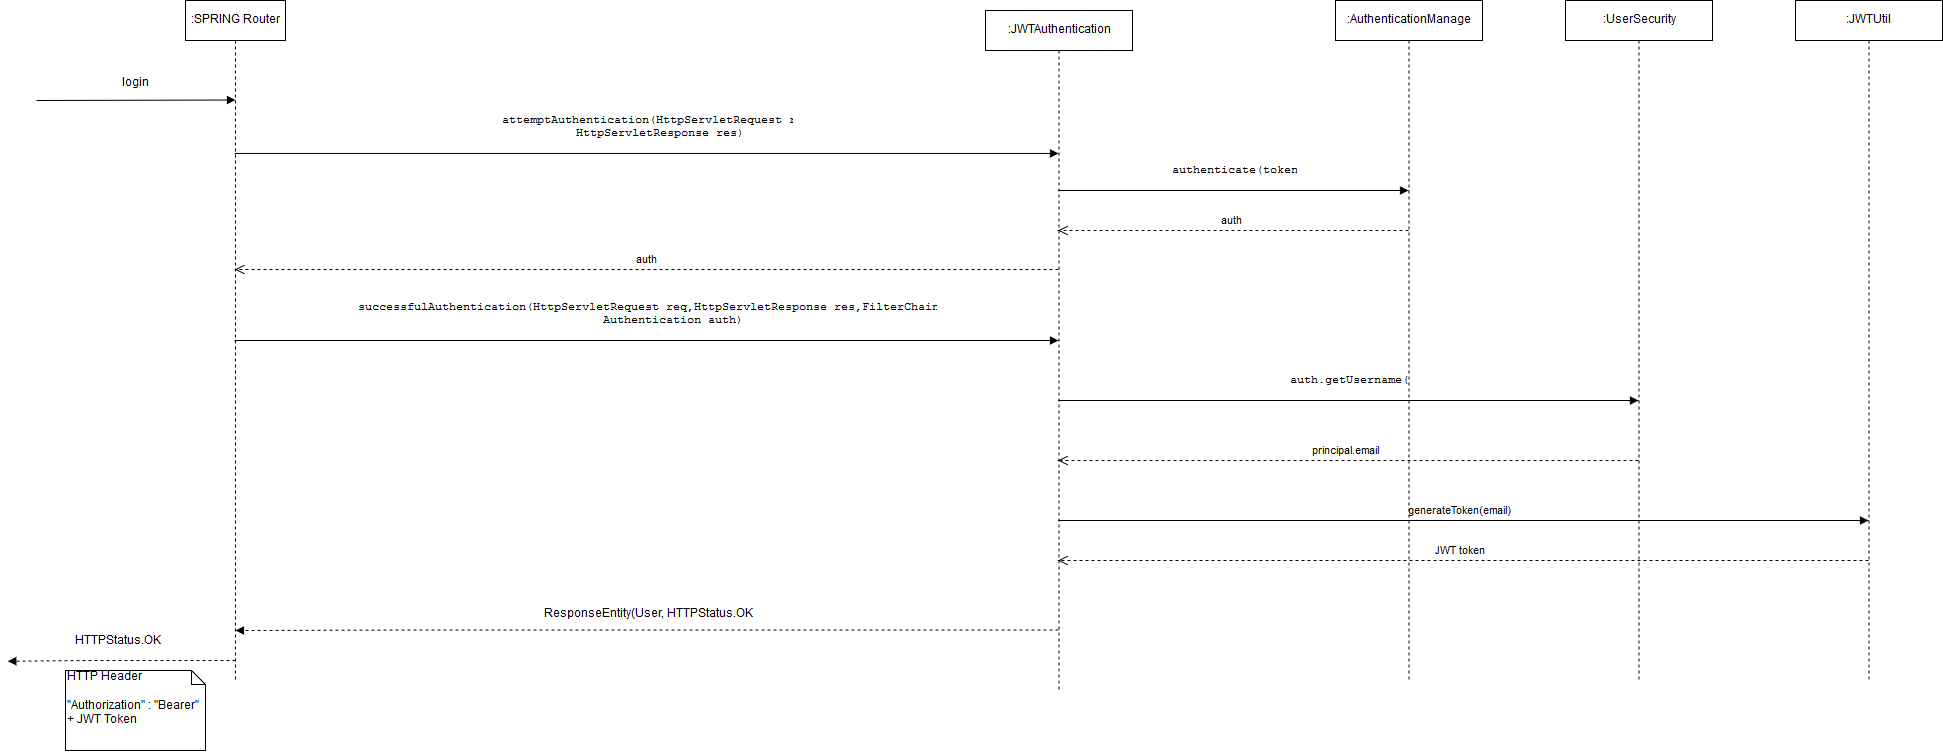 :SPRING Router
:JWTAuthentication
:AuthenticationManage
:UserSecurity
:JWTUtil
login
attemptAuthentication(HttpServletRequest
HttpServletResponse res)
authenticate(token
auth
auth
successfulAuthentication(HttpServletRequest req,HttpServletResponse res,FilterChain
Authentication auth)
auth.getUsername(
principal.email
generateToken(email)
JWT token
ResponseEntity(User, HTTPStatus.OK
HTTPStatus.OK
HTTP Header
"Authorization" : "Bearer"
+ JWT Token